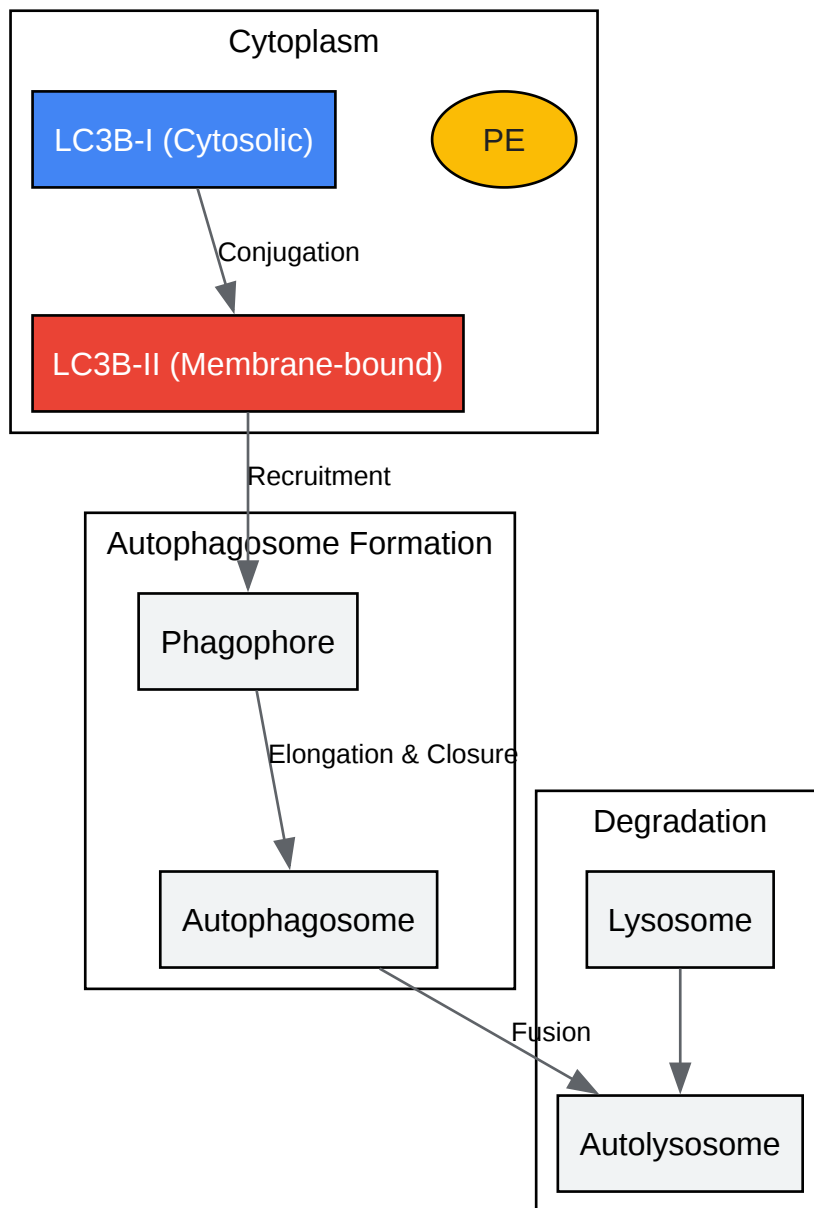 Cytoplasm
LC3B-I (Cytosolic)
PE
Conjugation
LC3B-II (Membrane-bound)
Recruitment
Autophagosome Formation
Phagophore
Elongation & Closure
Degradation
Autophagosome
Lysosome
Fusion
Autolysosome